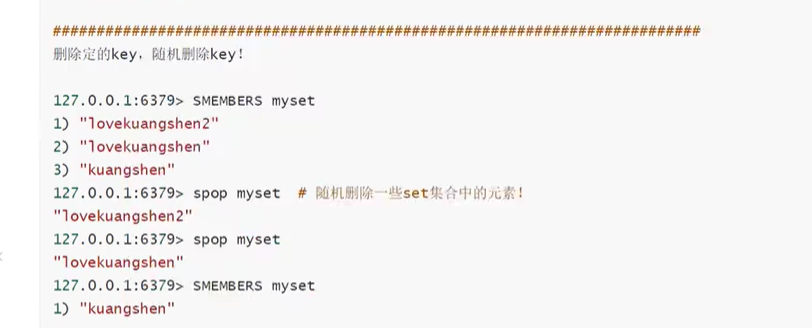 ##########################################################################
删除定的key，随机删除key！
127.0.0.1:6379> SMEMBERS myset
1) "lovekuangshen2"
2) "lovekuangshen"
3) "kuangshen"
127.0.0.1:6379> spop myset  # 随机删除一些set集合中的元素！
"lovekuangshen2"
127.0.0.1:6379> spop myset
"lovekuangshen"
127.0.0.1:6379> SMEMBERS myset
1) "kuangshen"